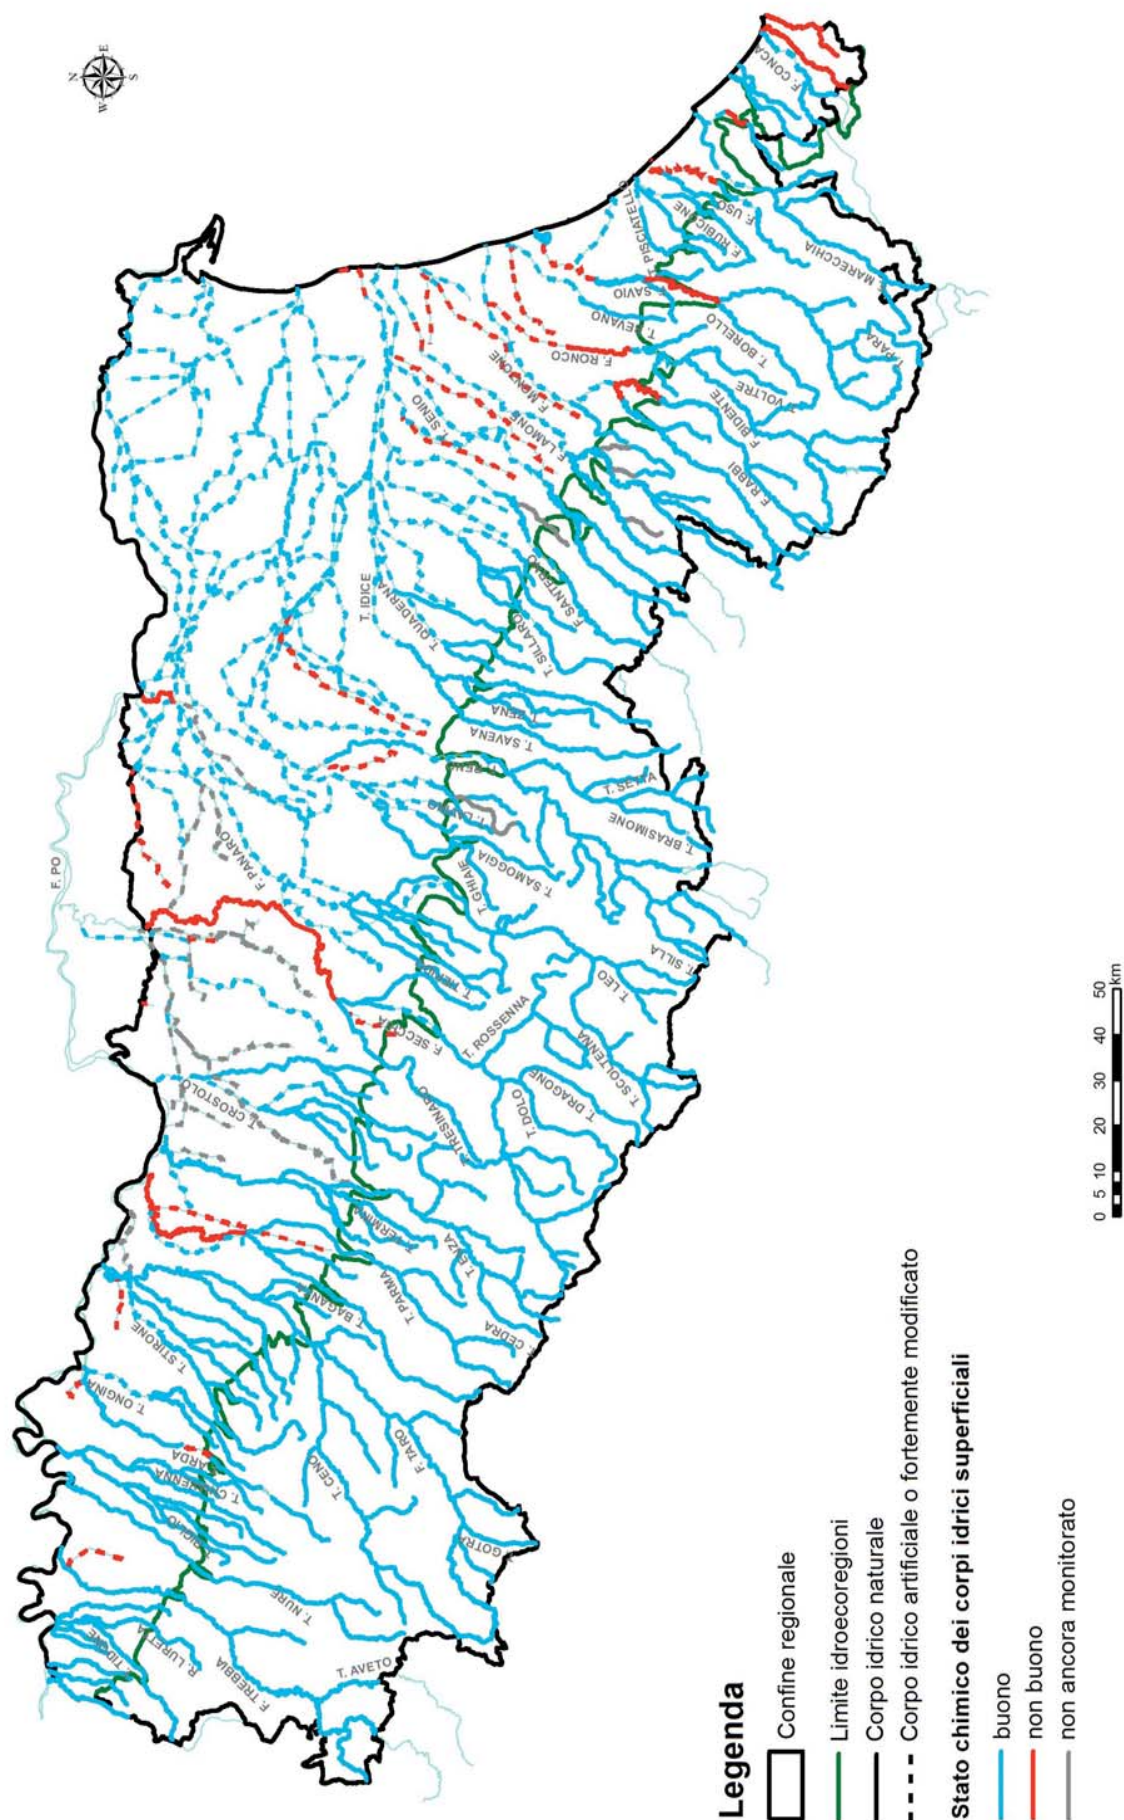 N
W
E
S
F. PO
F. PANARO
T. CROSTOLO
T. STIRONE
T. ONGINA
T. IDICE
T. QUADERNA
T. SENIO
F. LAMONE
F. MONTONE
F. RONCO
T. BEVANO
T. SAVIO
T. PISCIATELLO
F. RUBICONE
F. USO
F. CONCA
F. MARECCHIA
T. PARA
T. BORELLO
T. VOLTRE
F. BIDENTE
F. RABBI
F. SANTERNO
T. SILLARO
T. ZENA
T. SAVENA
T. SETTA
T. BRASIMONE
T. SAMOGGIA
T. GHIAIE
T. SILLA
T. LEO
T. ROSSENNA
F. SECCHIA
T. SCOLTENNA
T. DRAGONE
T. DOLO
T. TRESINARO
T. TERMINA
T. ENZA
T. CEDRA
T. PARMA
T. BAGANZA
F. TARO
T. CENO
T. GOTRA
T. NURE
F. TREBBIA
R. LURETTA
T. TIDONE
T. AVETO
Legenda
Confine regionale
Limite idroecoregioni
Corpo idrico naturale
Corpo idrico artificiale o fortemente modificato
Stato chimico dei corpi idrici superficiali
buono
non buono
non ancora monitorato
0 5 10 20 30 40 50
km